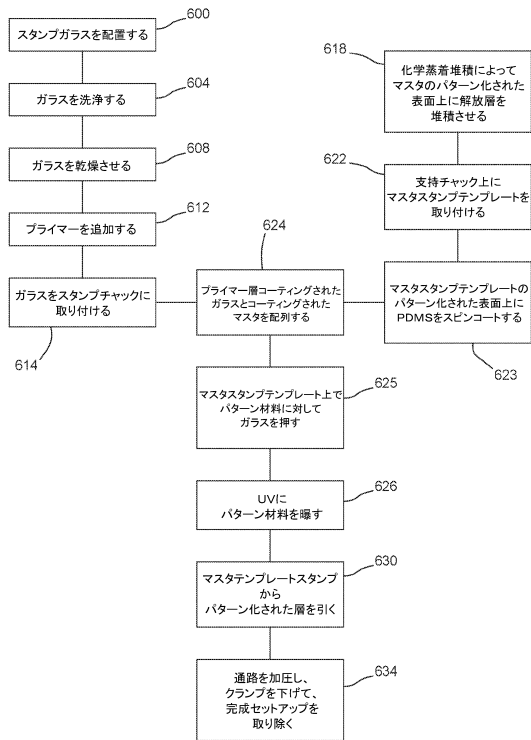 600
スタンプガラスを配置する
604
ガラスを洗浄する
608
ガラスを乾燥させる
612
プライマーを追加する
ガラスをスタンプチャックに
取り付ける
614
618
化学蒸着堆積によって
マスタのパターン化された
表面上に解放層を
堆積させる
622
支持チャック上に
マスタスタンプテンプレートを
取り付ける
マスタスタンプテンプレートの
パターン化された表面上に
PDMSをスピンコートする
623
624
プライマー層コーティングされた
ガラスとコーティングされた
マスタを配列する
625
マスタスタンプテンプレート上で
パターン材料に対して
ガラスを押す
626
UVに
パターン材料を曝す
630
マスタテンプレートスタンプ
から
パターン化された層を引く
634
通路を加圧し、
クランプを下げて、
完成セットアップを
取り除く